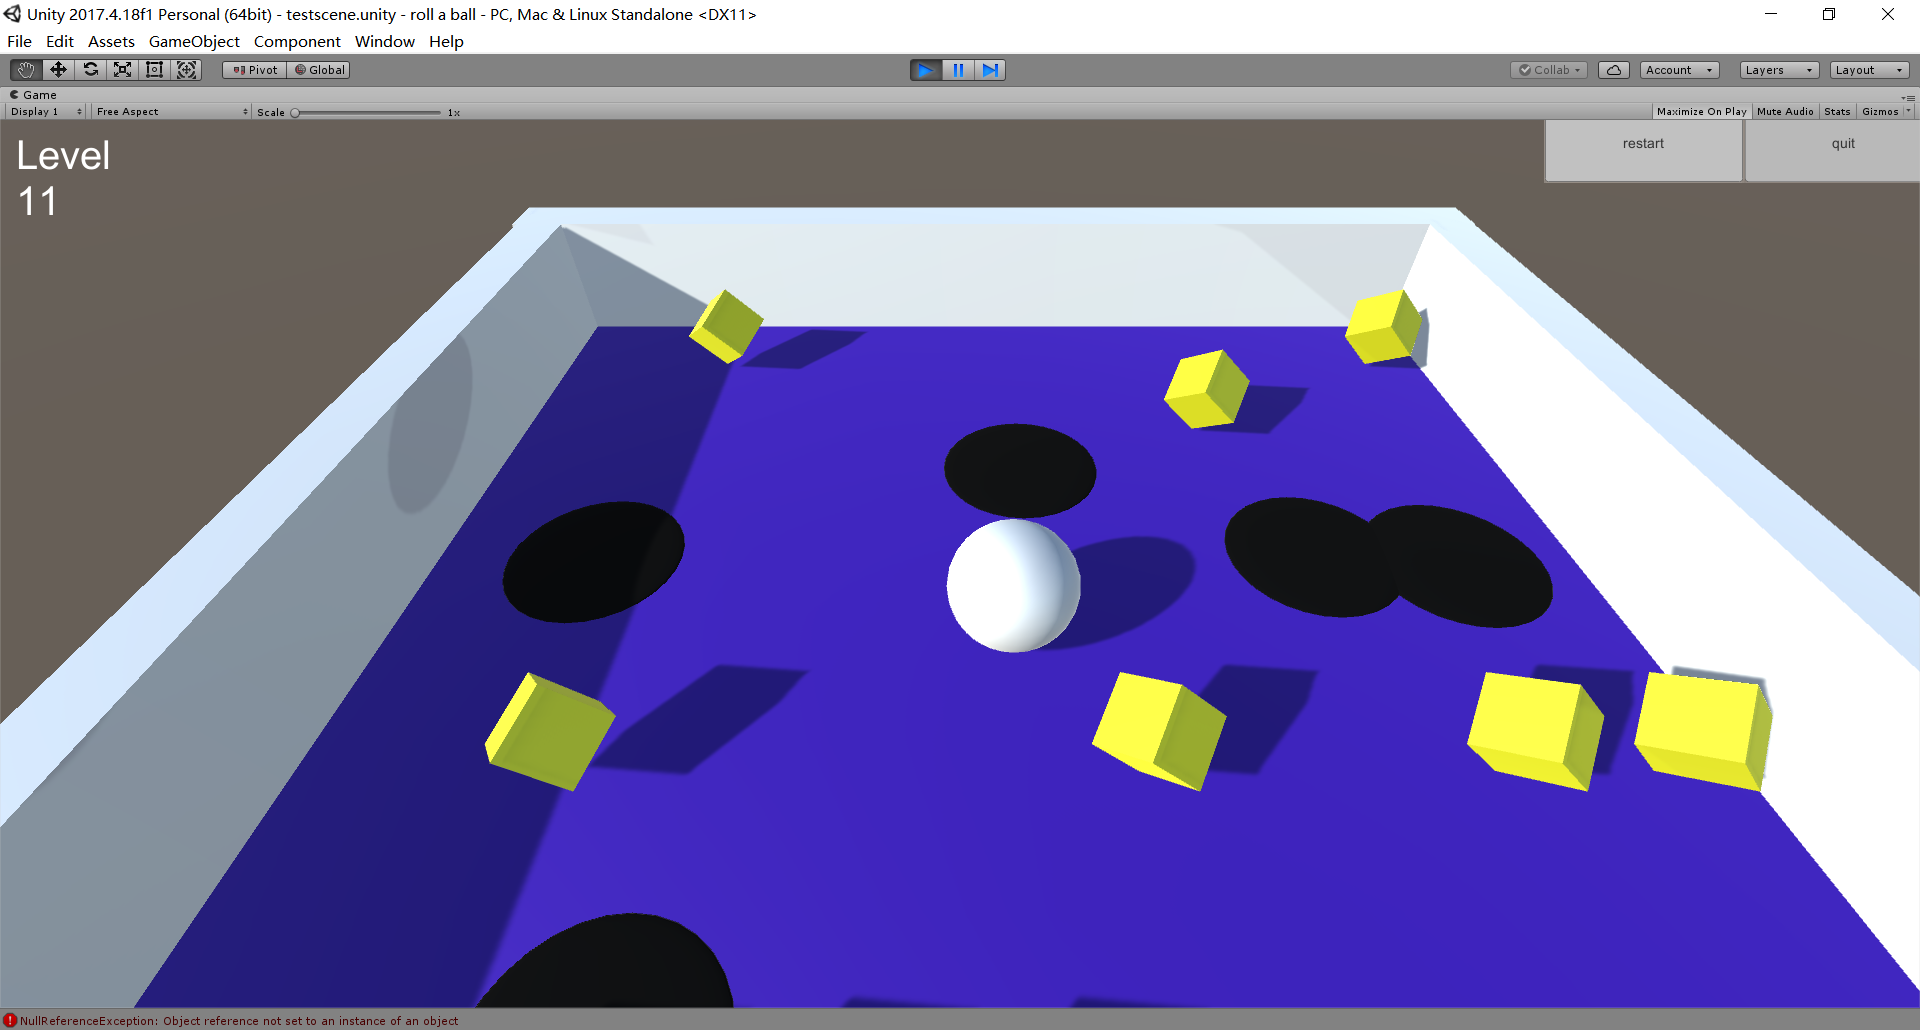 Unity 2017.4.18f1 Personal (64bit) - testscene.unity - roll a ball - PC, Mac & Linux Standalone <DX11>
File Edit Assets GameObject Component Window Help
Pivot Global Collab Account Layers Layout
Game
Display 1 Free Aspect Scale 1x Maximize On Play Mute Audio Stats Gizmos
restart quit
Level
11
NullReferenceException: Object reference not set to an instance of an object